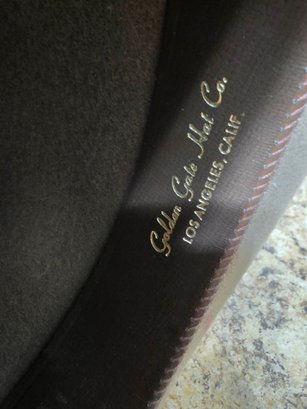 Golden Gate Hat Co.
LOS ANGELES, CALIF.